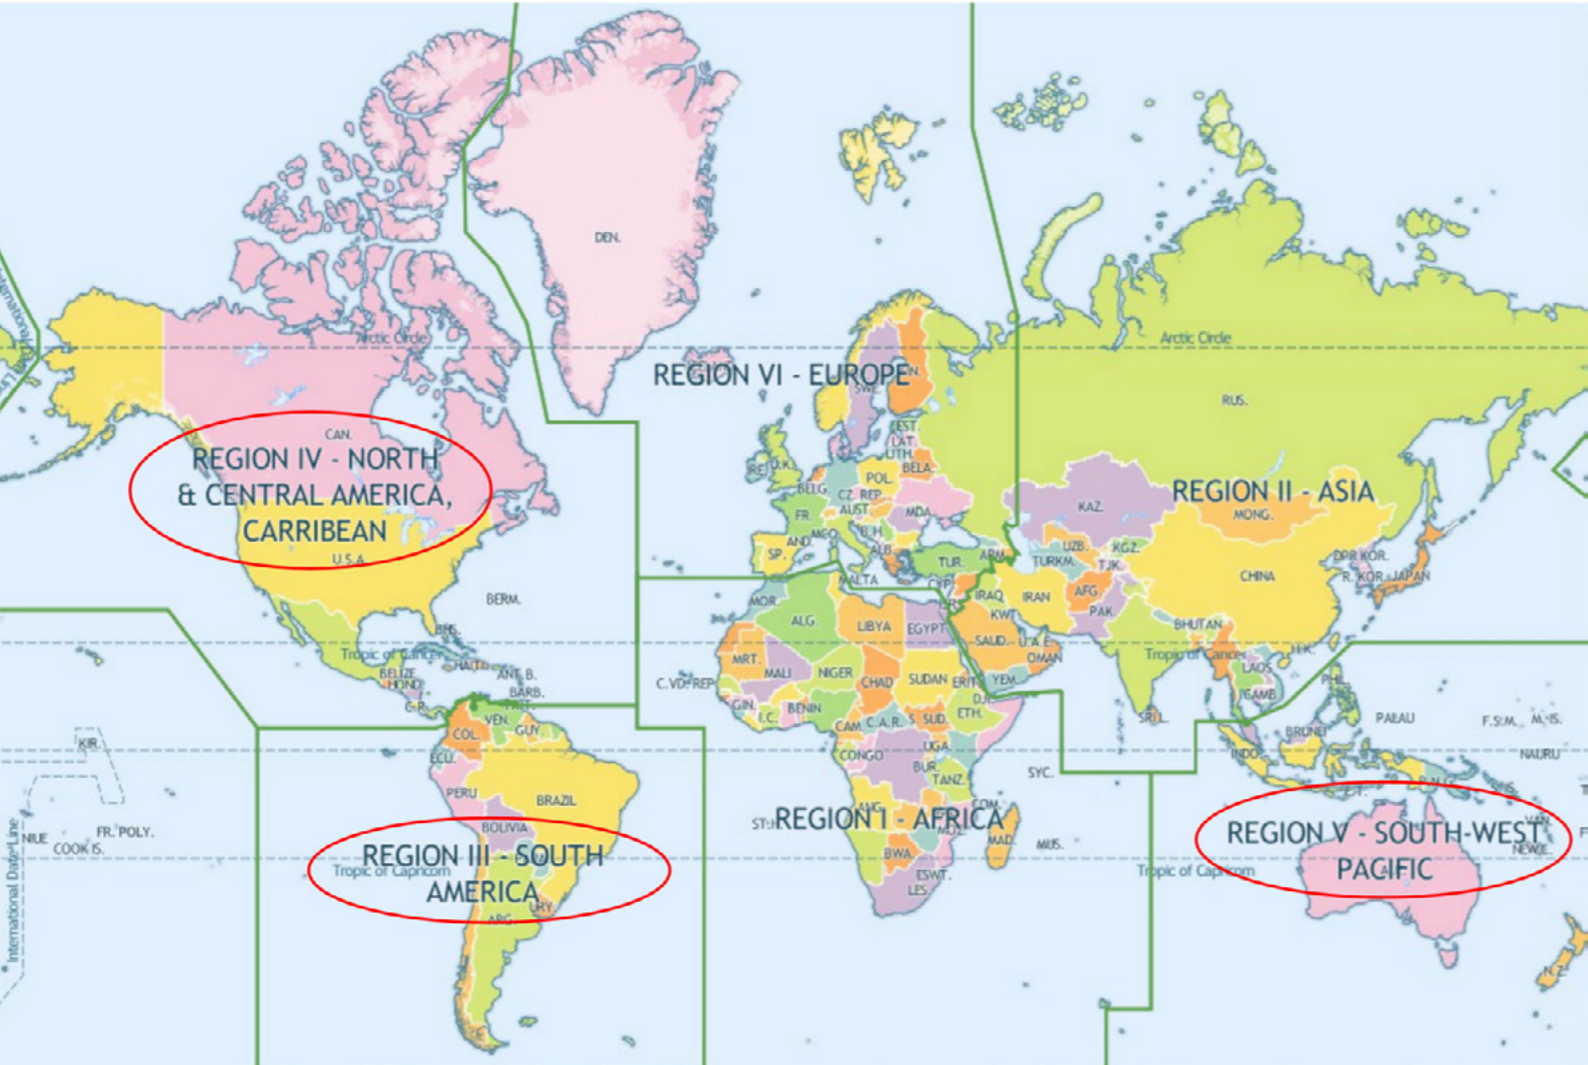 DEN.
Arctic Circle
Arctic Circle
REGION VI - EUROPE
SWE.
RUS.
CAN.
REGION IV - NORTH
& CENTRAL AMERICA,
CARRIBEAN
U.S.A.
EST.
LAT.
LITH.
BELA.
U.K.
POL.
BELG.
CZ. REP.
FR.
AUST.
MDA.
AND.
MCO
B.H.
ALB.
SP.
KAZ.
REGION II - ASIA
MONG.
UZB.
KGZ.
TURKM.
TJK.
ARM.
TUR.
CYP.
MALTA
DPR KOR.
R. KOR.
JAPAN
CHINA
IRAQ
IRAN
AFG.
KWT.
PAK.
BERM.
MOR.
ALG.
LIBYA
EGYPT
SAUD.
U.A.E.
OMAN
YEM.
BHUTAN
H.K.
LAOS
CAMB.
PHIL.
BHS.
Tropic of Cancer
Tropic of Cancer
BELIZE
HOND.
HAITI
ANT.B.
BARB.
C.R.
C.VD.REP.
MRT.
MALI
NIGER
CHAD
SUDAN
ERIT.
DJI.
GIN.
I.C.
BENIN
CAM.
C.A.R.
S. SUD.
ETH.
SRI L.
PALAU
F.S.M.
M. IS.
BRUNEI
NAURU
INDO.
KIR.
VEN.
GUY.
COL.
ECU.
PERU
BRAZIL
BOLIVIA
CONGO
UGA.
BUR.
TANZ.
SYC.
ANG.
COM.
REGION I - AFRICA
MAD.
MUS.
BWA.
ESWT.
LES.
NIUE
COOK IS.
FR. POLY.
REGION III - SOUTH
AMERICA
Tropic of Capricorn
Tropic of Capricorn
URY.
ARG.
REGION V - SOUTH-WEST
PACIFIC
VAN.
N.Z.
International Date Line